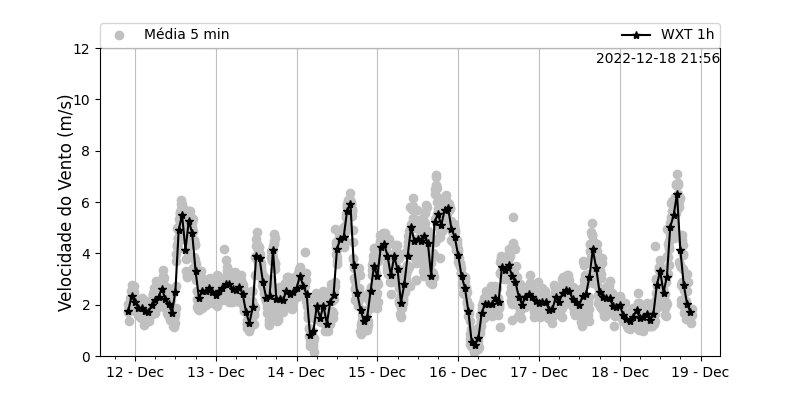 Média 5 min
WXT 1h
2022-12-18 21:56
Velocidade do Vento (m/s)
12
10
8
6
4
2
0
12 - Dec
13 - Dec
14 - Dec
15 - Dec
16 - Dec
17 - Dec
18 - Dec
19 - Dec